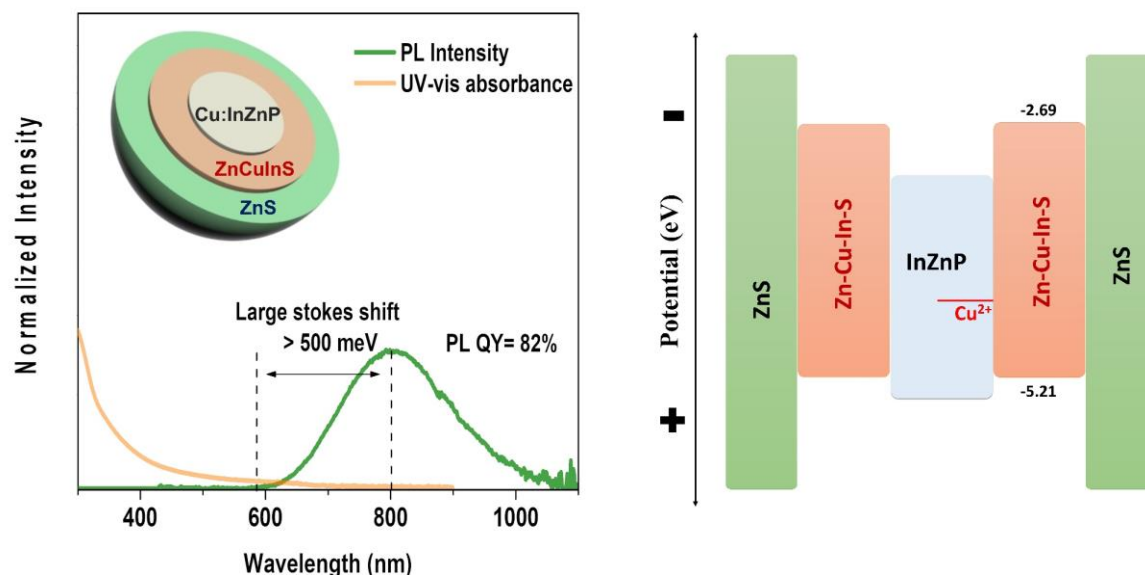 Normalized Intensity
PL Intensity
UV-vis absorbance
Cu:InZnP
ZnCuInS
ZnS
Large stokes shift
> 500 meV
PL QY= 82%
400
600
800
1000
Wavelength (nm)
Potential (eV)
-
+
ZnS
Zn-Cu-In-S
InZnP
Cu²⁺
-2.69
Zn-Cu-In-S
-5.21
ZnS